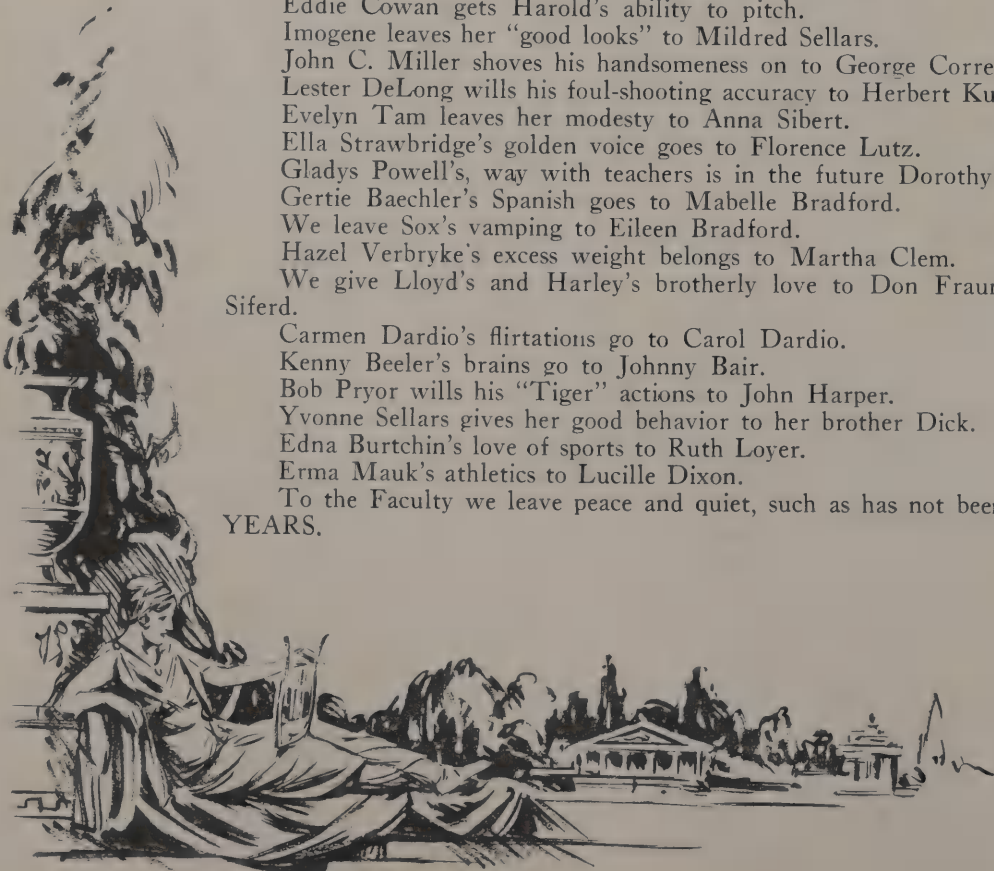 Eddie Cowan gets Harold's ability to pitch.
Imogene leaves her "good looks" to Mildred Sellars.
John C. Miller shoves his handsomeness on to George Corre
Lester DeLong wills his foul-shooting accuracy to Herbert Ku
Evelyn Tam leaves her modesty to Anna Sibert.
Ella Strawbridge's golden voice goes to Florence Lutz.
Gladys Powell's, way with teachers is in the future Dorothy
Gertie Baechler's Spanish goes to Mabelle Bradford.
We leave Sox's vamping to Eileen Bradford.
Hazel Verbryke's excess weight belongs to Martha Clem.
We give Lloyd's and Harley's brotherly love to Don Fraun
Siferd.
Carmen Dardio's flirtations go to Carol Dardio.
Kenny Beeler's brains go to Johnny Bair.
Bob Pryor wills his "Tiger" actions to John Harper.
Yvonne Sellars gives her good behavior to her brother Dick.
Edna Burtchin's love of sports to Ruth Loyer.
Erma Mauk's athletics to Lucille Dixon.
To the Faculty we leave peace and quiet, such as has not been
YEARS.